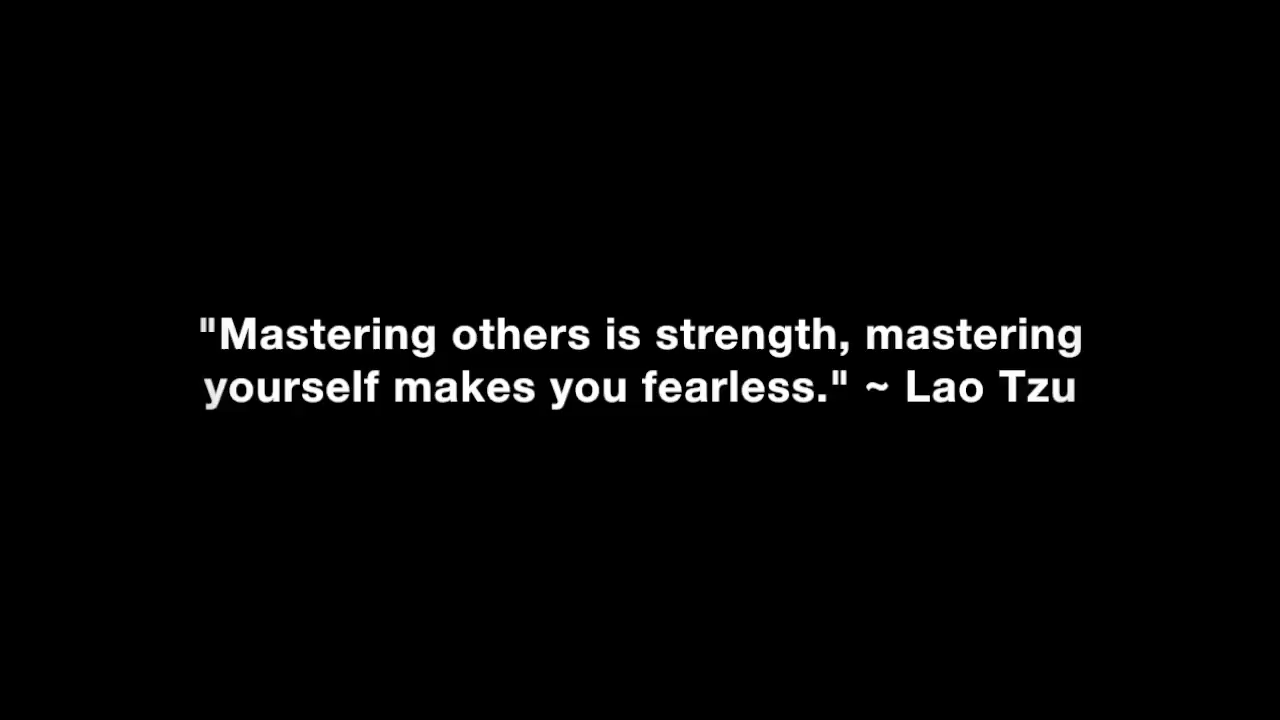 "Mastering others is strength, mastering
yourself makes you fearless." ~ Lao Tzu